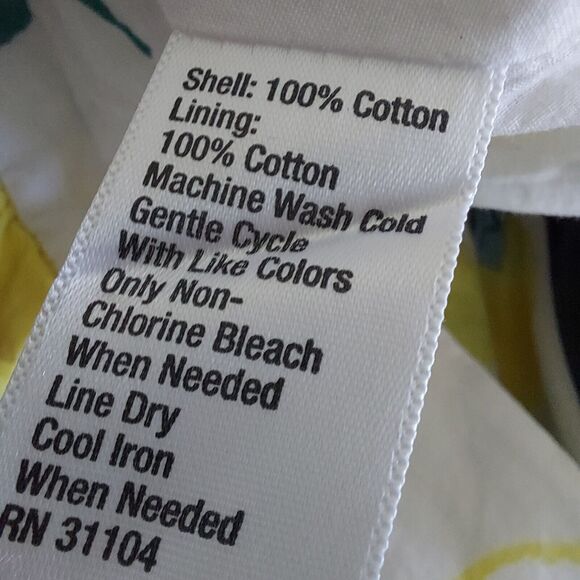 Shell: 100% Cotton
Lining:
100% Cotton
Machine Wash Cold
Gentle Cycle
With Like Colors
Only Non-
Chlorine Bleach
When Needed
Line Dry
Cool Iron
When Needed
RN 31104